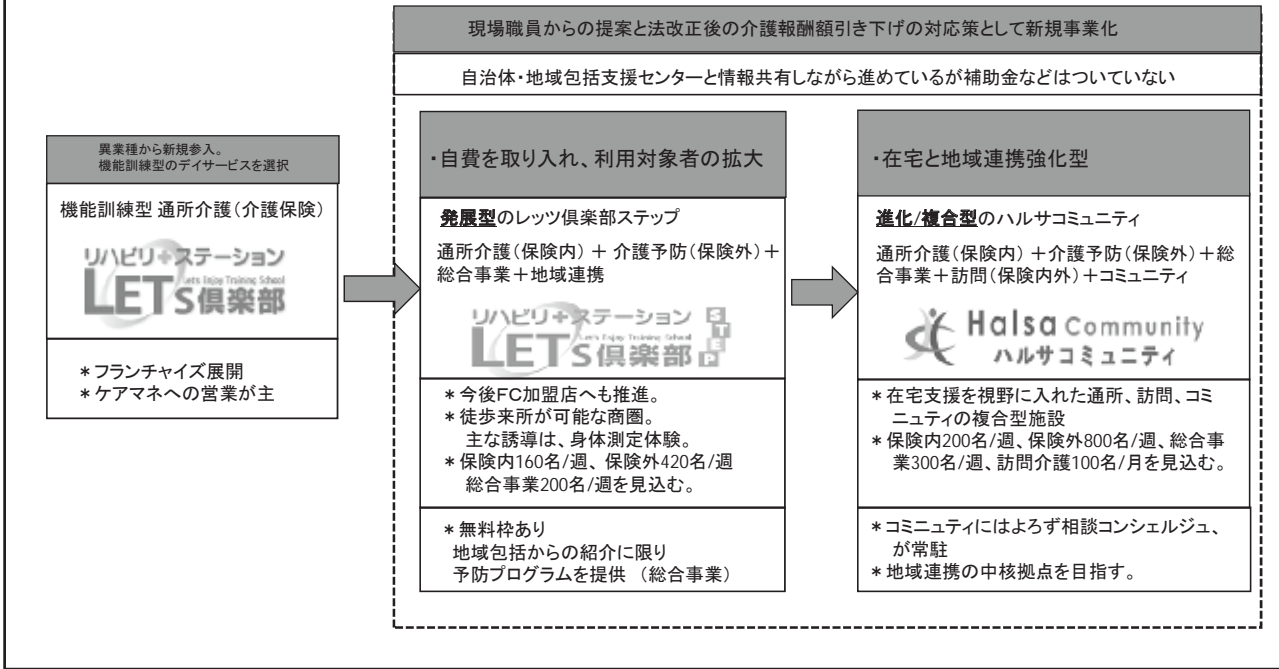 現場職員からの提案と法改正後の介護報酬額引き下げの対応策として新規事業化
自治体・地域包括支援センターと情報共有しながら進めているが補助金などはついていない
異業種から新規参入。
機能訓練型のデイサービスを選択
機能訓練型 通所介護(介護保険)
リハビリ+ステーション
Lets Enjoy Training School
LETs倶楽部
*フランチャイズ展開
*ケアマネへの営業が主
・自費を取り入れ、利用対象者の拡大
発展型のレッツ倶楽部ステップ
通所介護(保険内) + 介護予防(保険外)+
総合事業+地域連携
リハビリ+ステーション
Let's Enjoy Training School
LETs倶楽部
STEP
*今後FC加盟店へも推進。
*徒歩来所が可能な商圏。
主な誘導は、身体測定体験。
*保険内160名/週、保険外420名/週
総合事業200名/週を見込む。
*無料枠あり
地域包括からの紹介に限り
予防プログラムを提供 (総合事業)
・在宅と地域連携強化型
進化/複合型のハルサコミュニティ
通所介護(保険内) +介護予防(保険外)+総
合事業+訪問(保険内外)+コミュニティ
Halsa Community
ハルサコミュニティ
*在宅支援を視野に入れた通所、訪問、コミ
ニュティの複合型施設
*保険内200名/週、保険外800名/週、総合事
業300名/週、訪問介護100名/月を見込む。
*コミニュティにはよろず相談コンシェルジュ、
が常駐
*地域連携の中核拠点を目指す。